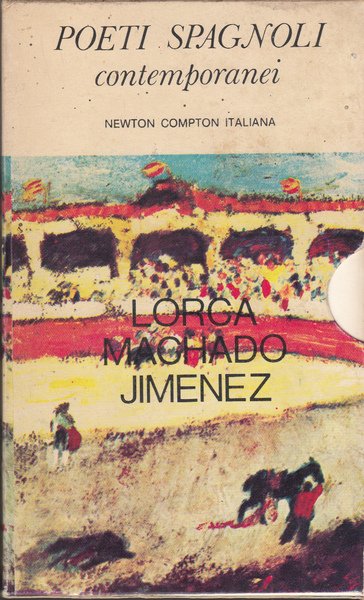 POETI SPAGNOLI
contemporanei
NEWTON COMPTON ITALIANA
LORCA
MACHADO
JIMENEZ